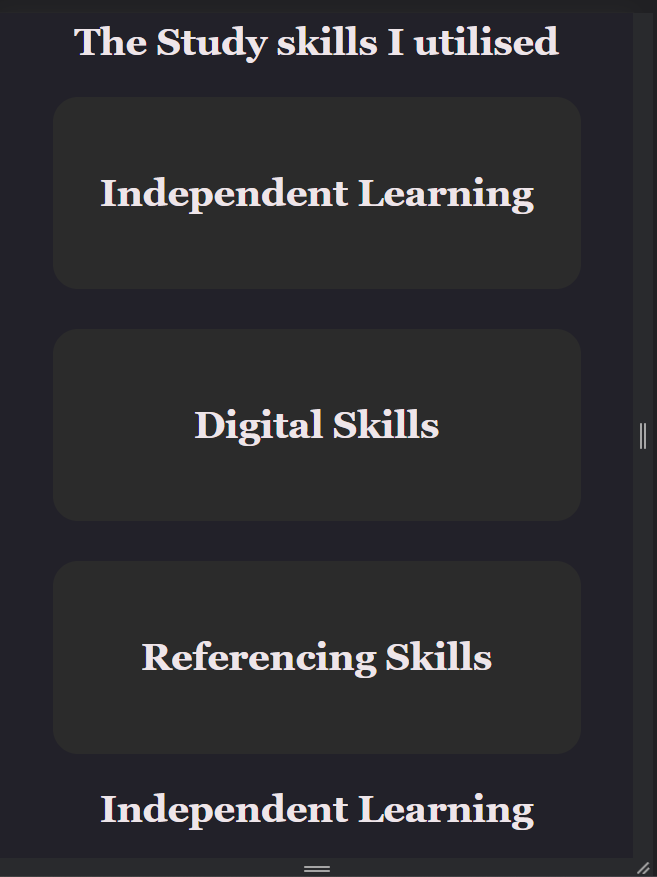 The Study skills I utilised
Independent Learning
Digital Skills
Referencing Skills
Independent Learning